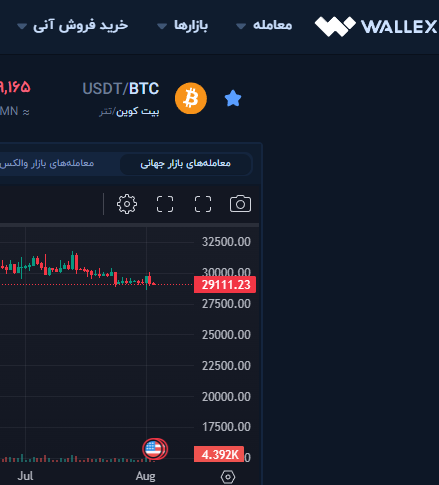 WALLEX
معامله
بازارها
خرید فروش آنی
USDT/BTC
بیت کوین/تتر
۹,۱۶۵
≈ MN
معامله‌های بازار جهانی
معامله‌های بازار والکس
32500.00
30000.00
29111.23
27500.00
25000.00
22500.00
20000.00
17500.00
4.392K
Jul
Aug